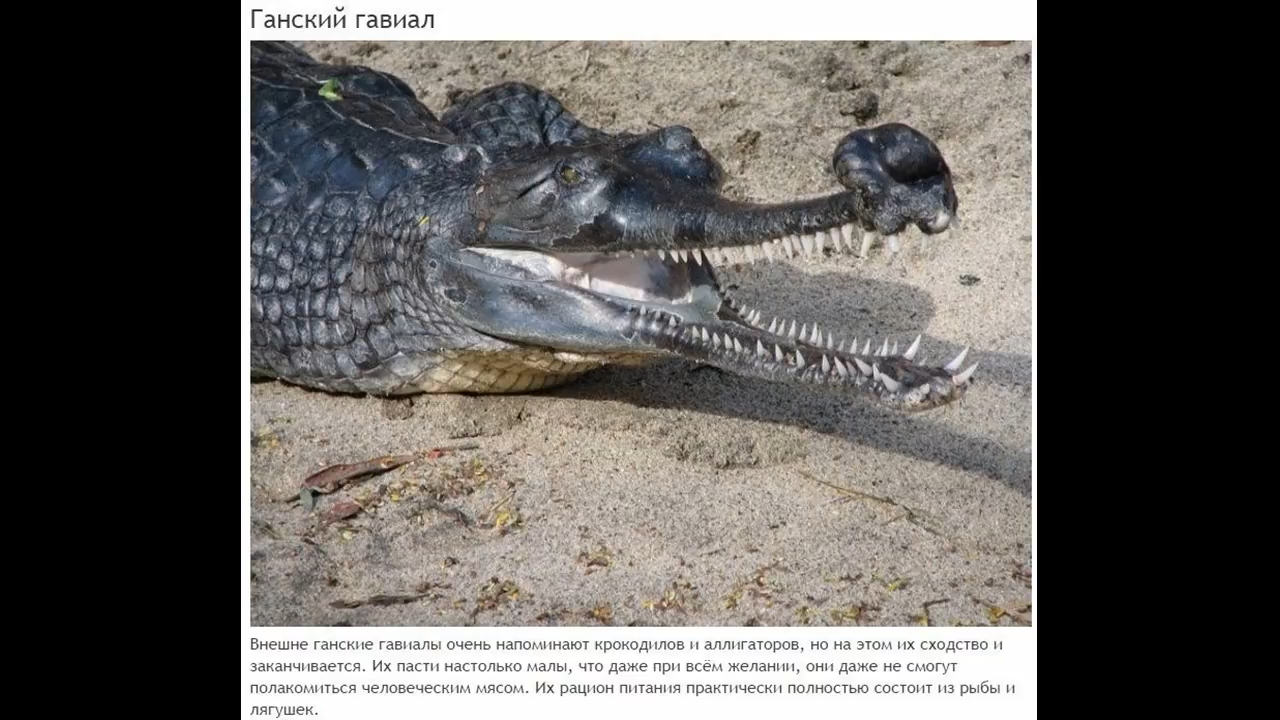 Ганский гавиал
Внешне ганские гавиалы очень напоминают крокодилов и аллигаторов, но на этом их сходство и
заканчивается. Их пасти настолько малы, что даже при всём желании, они даже не смогут
полакомиться человеческим мясом. Их рацион питания практически полностью состоит из рыбы и
лягушек.